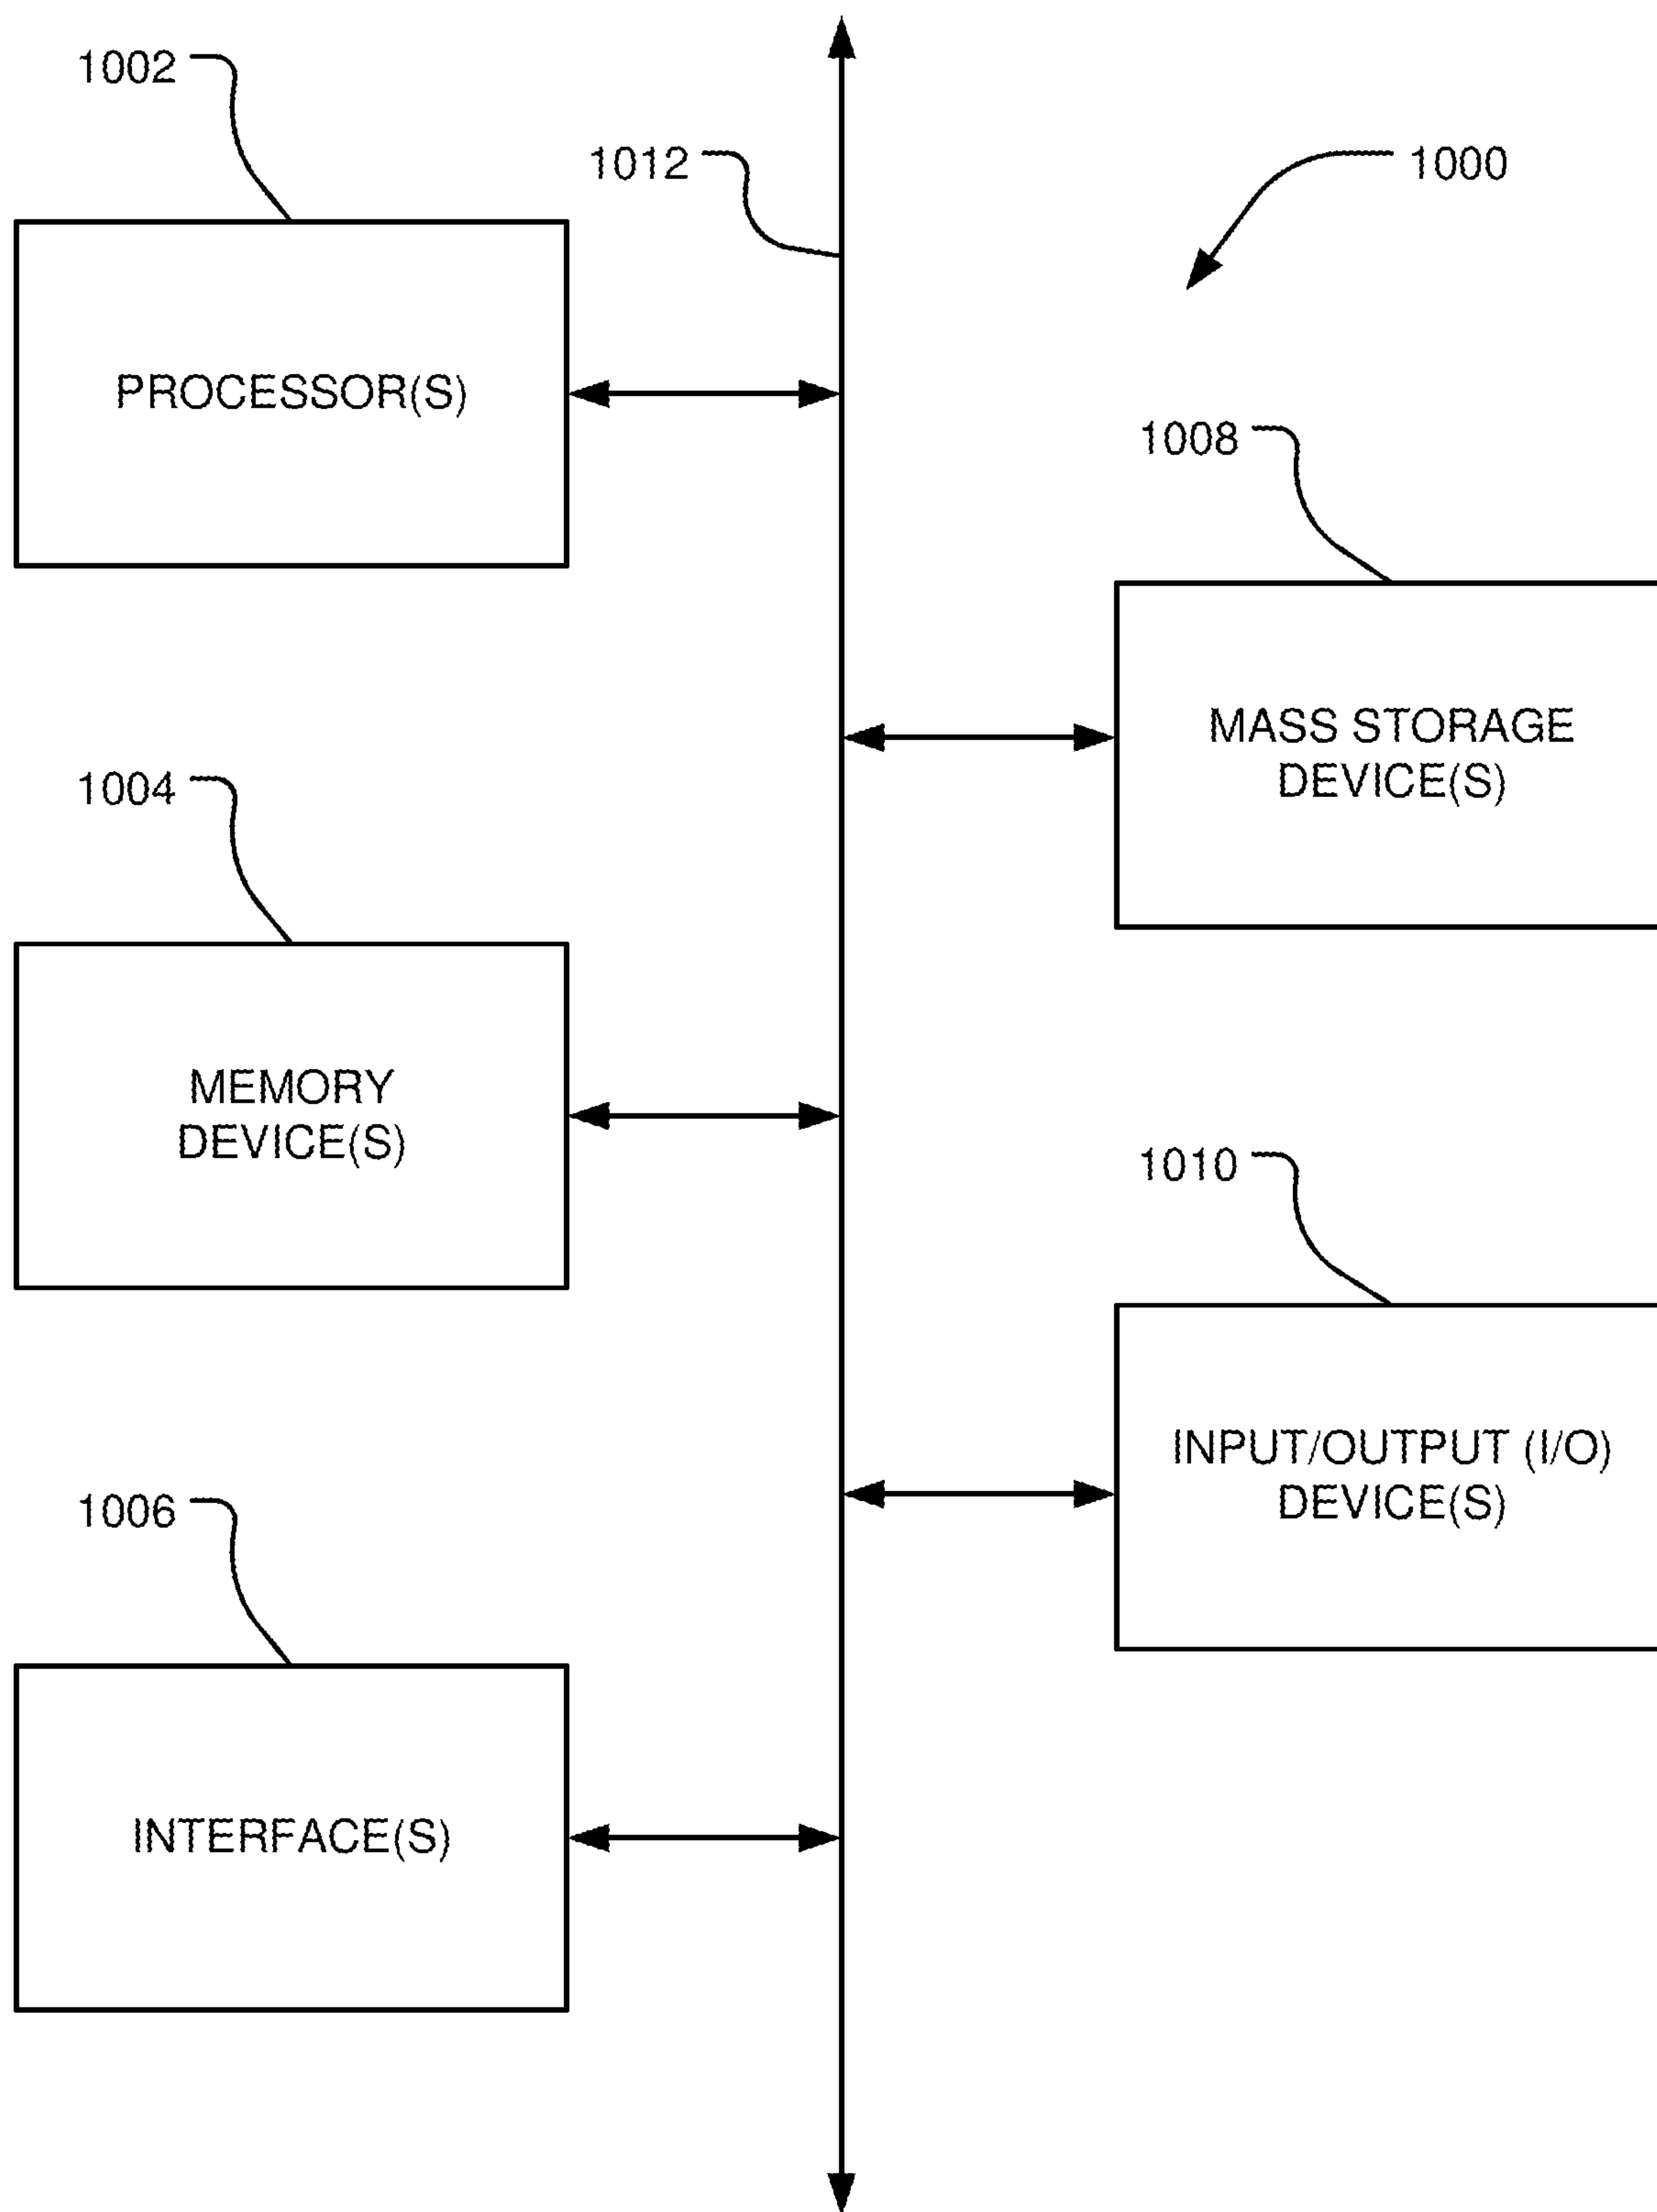 1002
1012
1000
PROCESSOR(S)
1008
MASS STORAGE
DEVICE(S)
1004
MEMORY
DEVICE(S)
1010
INPUT/OUTPUT (I/O)
DEVICE(S)
1006
INTERFACE(S)